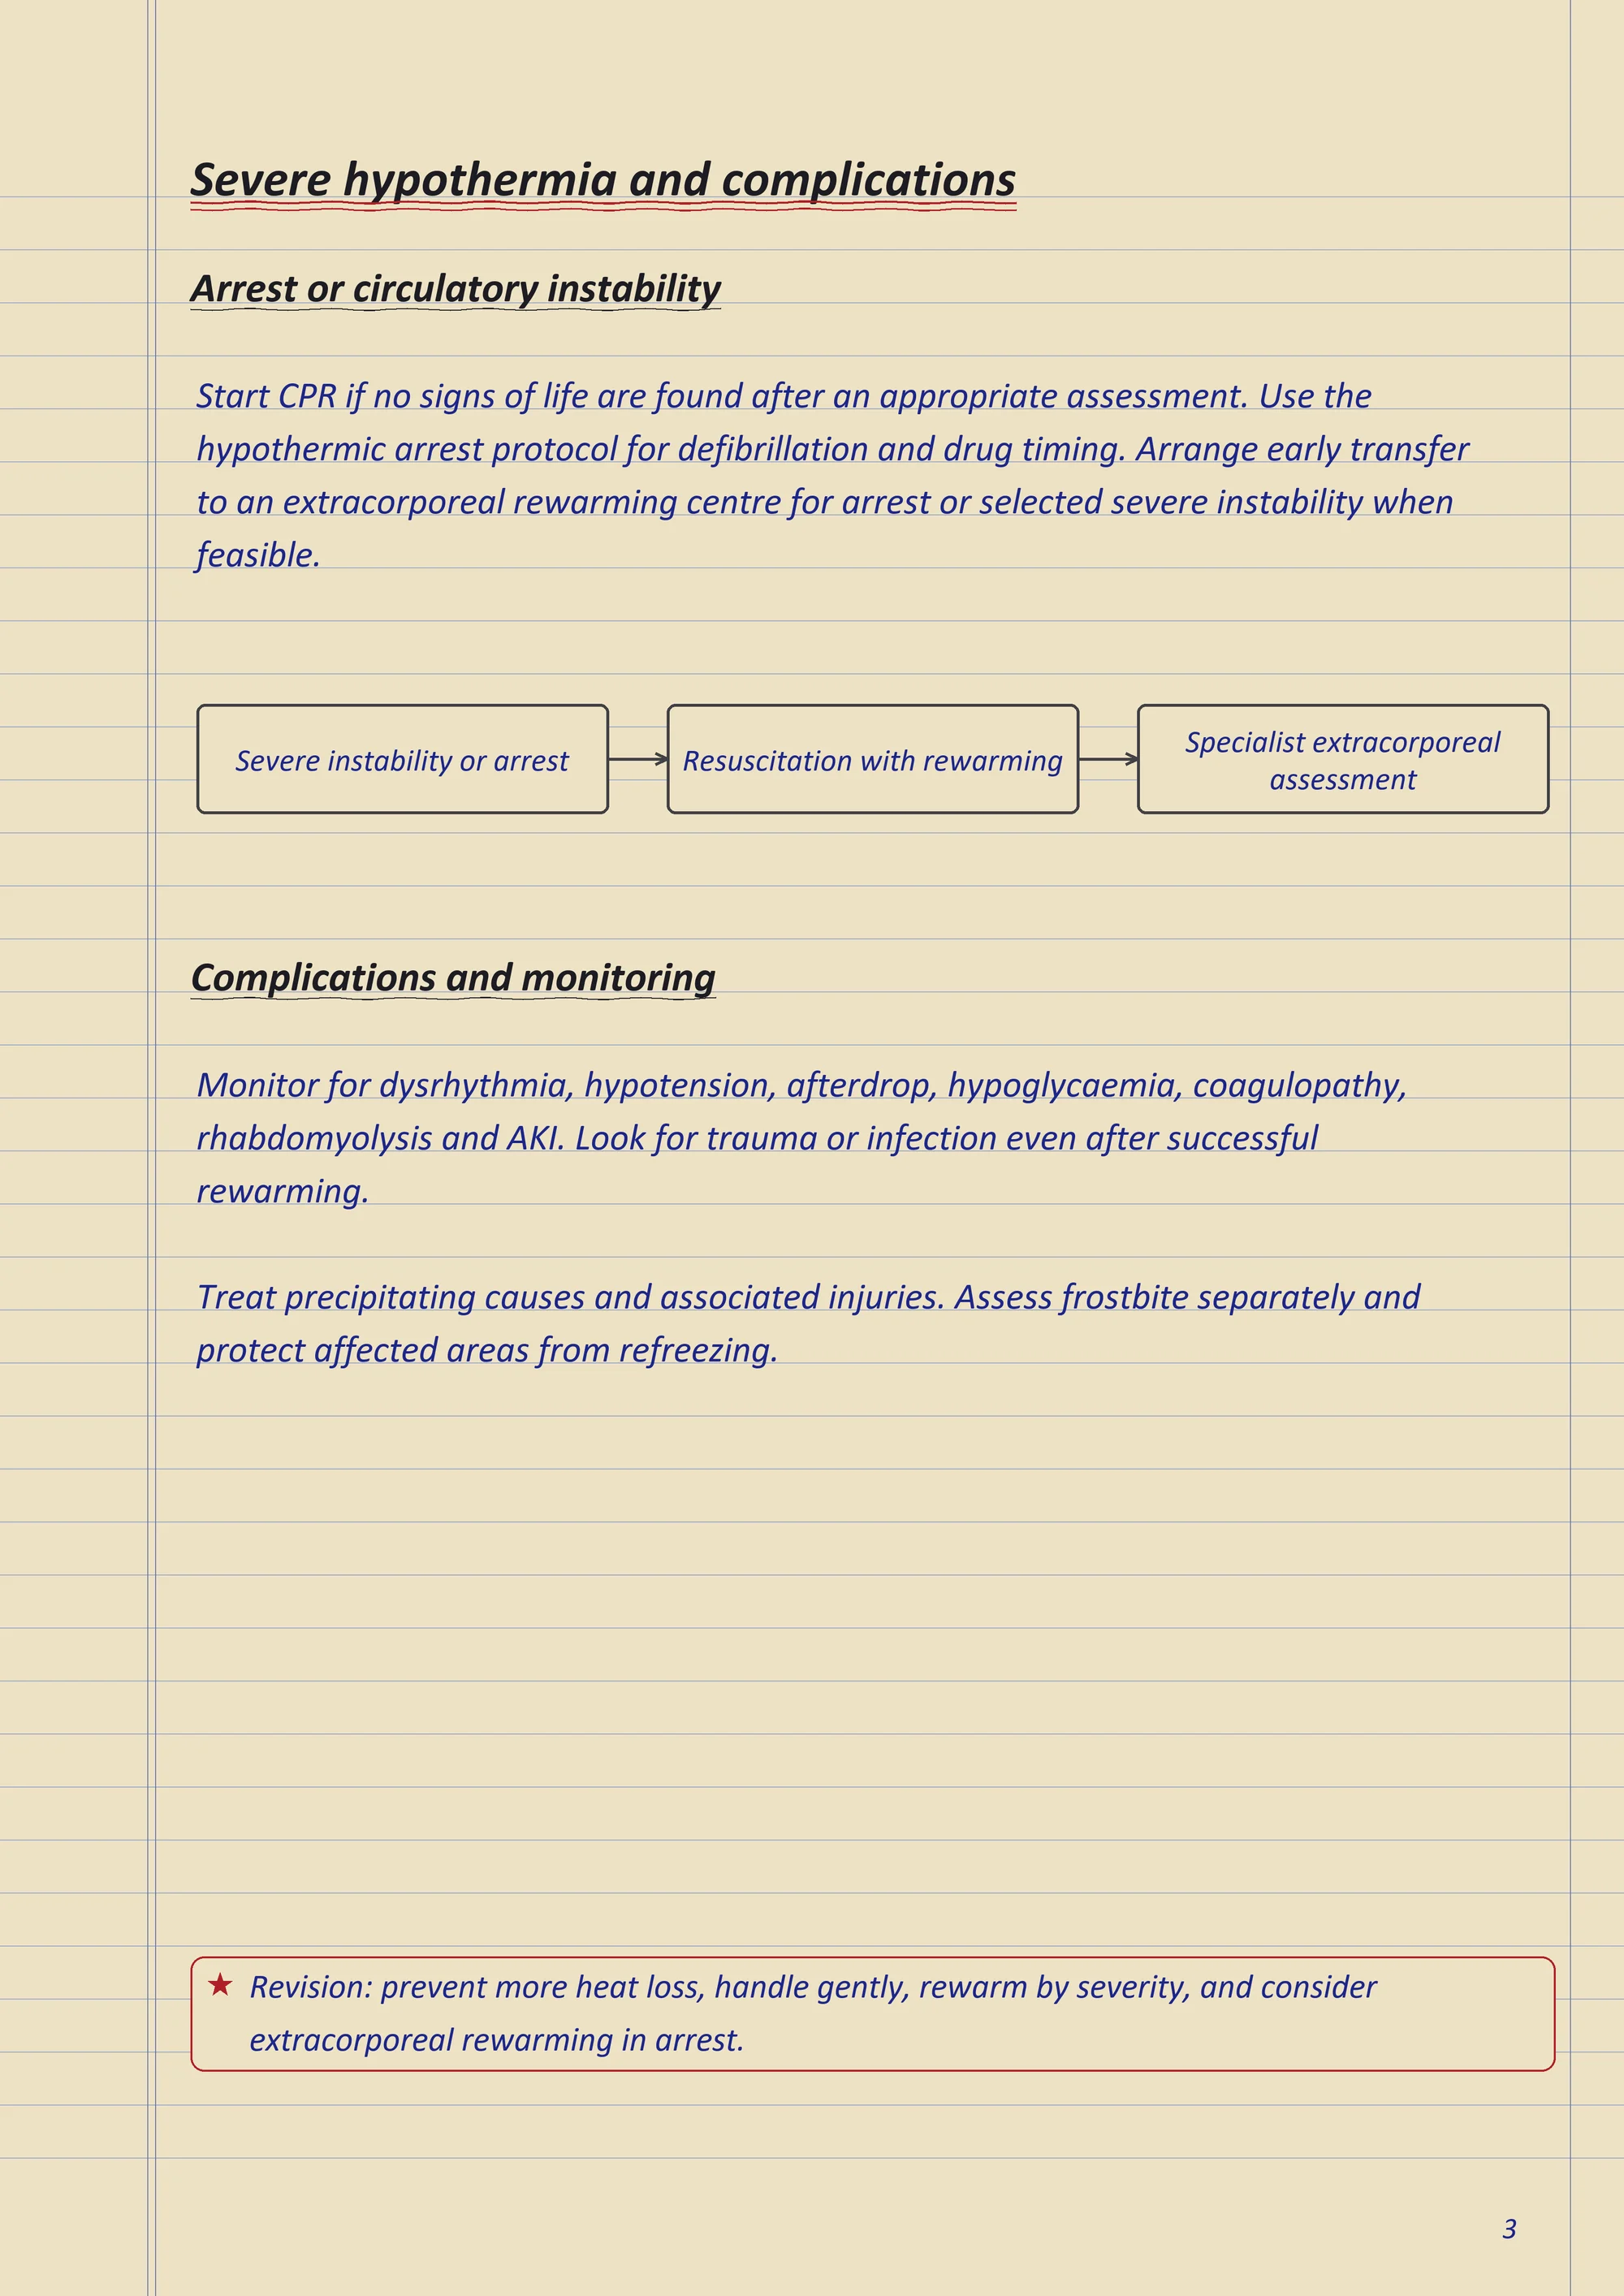 Severe hypothermia and complications
Arrest or circulatory instability
Start CPR if no signs of life are found after an appropriate assessment. Use the
hypothermic arrest protocol for defibrillation and drug timing. Arrange early transfer
to an extracorporeal rewarming centre for arrest or selected severe instability when
feasible.
Severe instability or arrest
Resuscitation with rewarming
Specialist extracorporeal
assessment
Complications and monitoring
Monitor for dysrhythmia, hypotension, afterdrop, hypoglycaemia, coagulopathy,
rhabdomyolysis and AKI. Look for trauma or infection even after successful
rewarming.
Treat precipitating causes and associated injuries. Assess frostbite separately and
protect affected areas from refreezing.
★ Revision: prevent more heat loss, handle gently, rewarm by severity, and consider
extracorporeal rewarming in arrest.
3